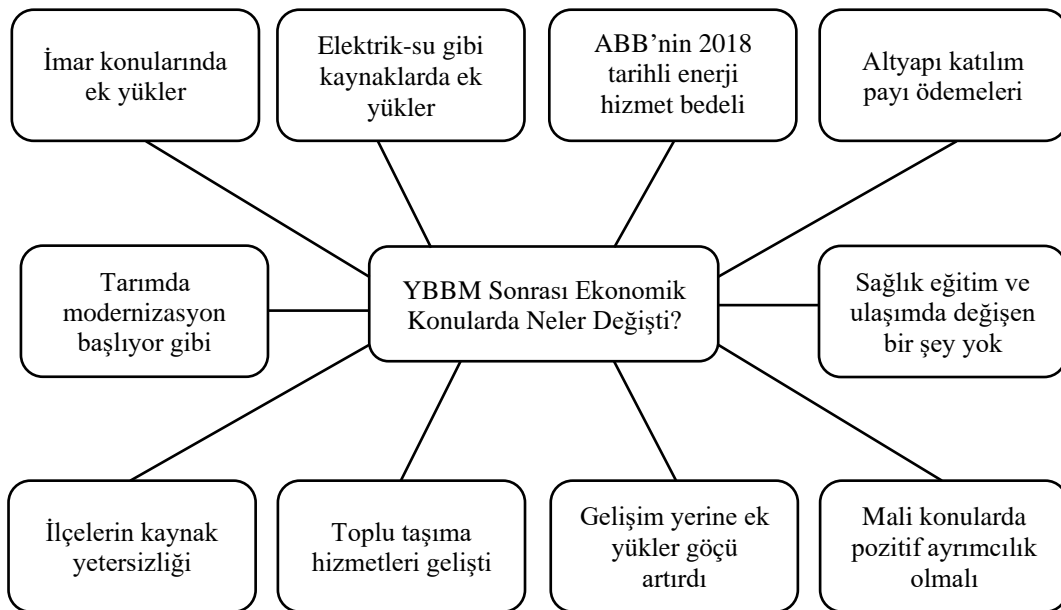 İmar konularında
ek yükler
Elektrik-su gibi
kaynaklarda ek
yükler
ABB’nin 2018
tarihli enerji
hizmet bedeli
Altyapı katılım
payı ödemeleri
Tarımda
modernizasyon
başlıyor gibi
YBBM Sonrası Ekonomik
Konularda Neler Değişti?
Sağlık eğitim ve
ulaşımda değişen
bir şey yok
İlçelerin kaynak
yetersizliği
Toplu taşıma
hizmetleri gelişti
Gelişim yerine ek
yükler göçü
artırdı
Mali konularda
pozitif ayrımcılık
olmalı